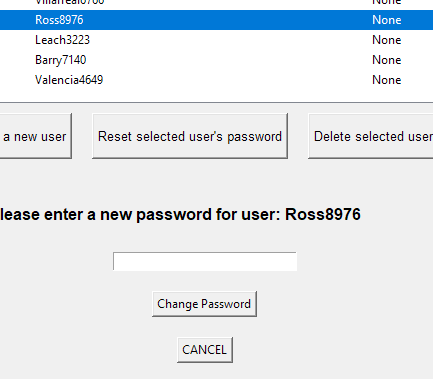 Villarreal0760 None
Ross8976 None
Leach3223 None
Barry7140 None
Valencia4649 None
a new user Reset selected user's password Delete selected user
lease enter a new password for user: Ross8976
Change Password
CANCEL